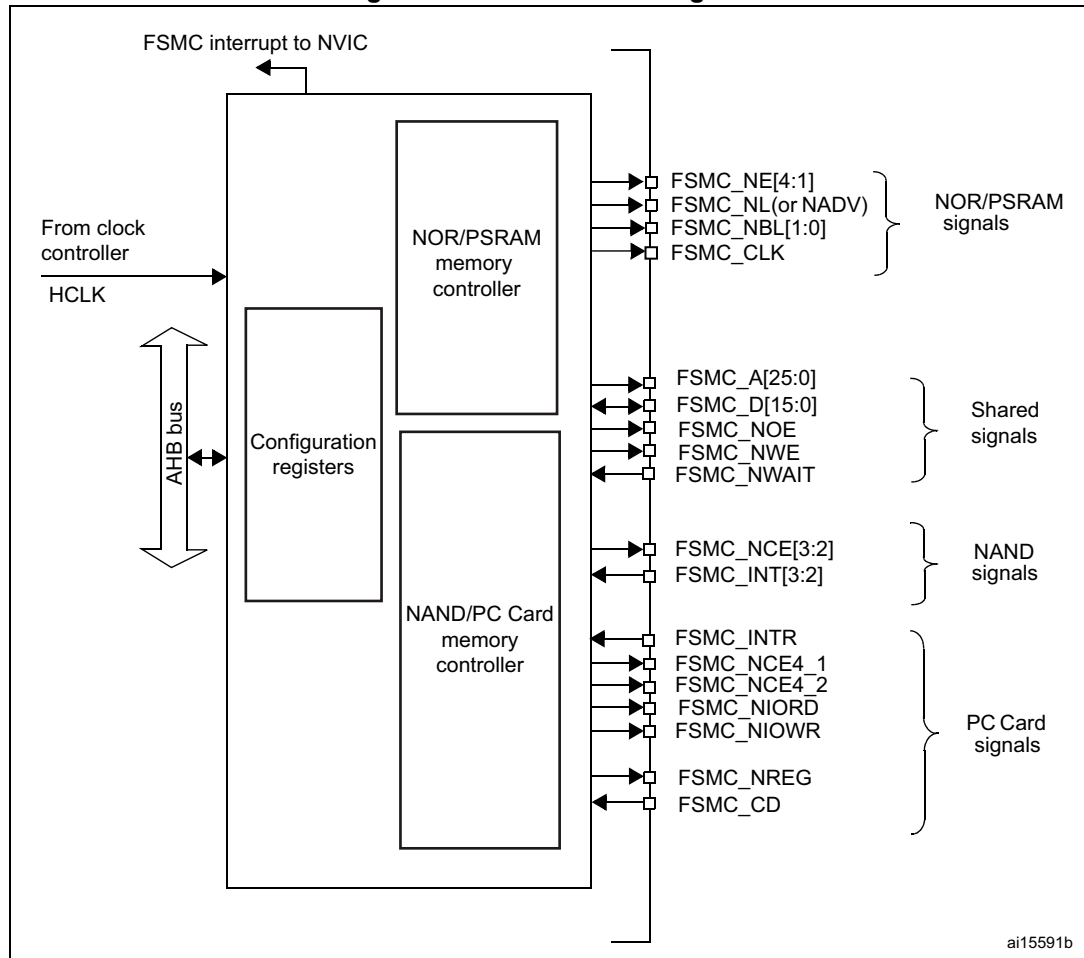 FSMC interrupt to NVIC
From clock
controller
HCLK
AHB bus
Configuration
registers
NOR/PSRAM
memory
controller
NAND/PC Card
memory
controller
FSMC_NE[4:1]
FSMC_NL(or NADV)
FSMC_NBL[1:0]
FSMC_CLK
NOR/PSRAM
signals
FSMC_A[25:0]
FSMC_D[15:0]
FSMC_NOE
FSMC_NWE
FSMC_NWAIT
Shared
signals
FSMC_NCE[3:2]
FSMC_INT[3:2]
NAND
signals
FSMC_INTR
FSMC_NCE4_1
FSMC_NCE4_2
FSMC_NIORD
FSMC_NIOWR
FSMC_NREG
FSMC_CD
PC Card
signals
ai15591b